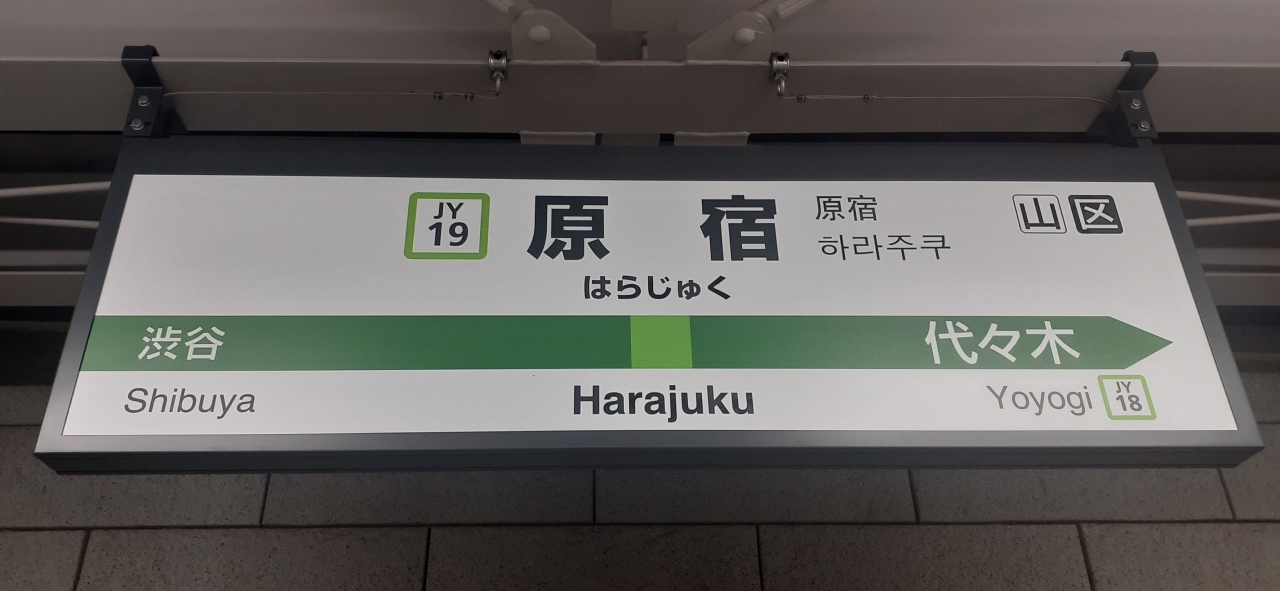 JY
19
原宿
原宿
하라주쿠
山 区
はらじゅく
渋谷
代々木
Shibuya
Harajuku
Yoyogi
JY
18